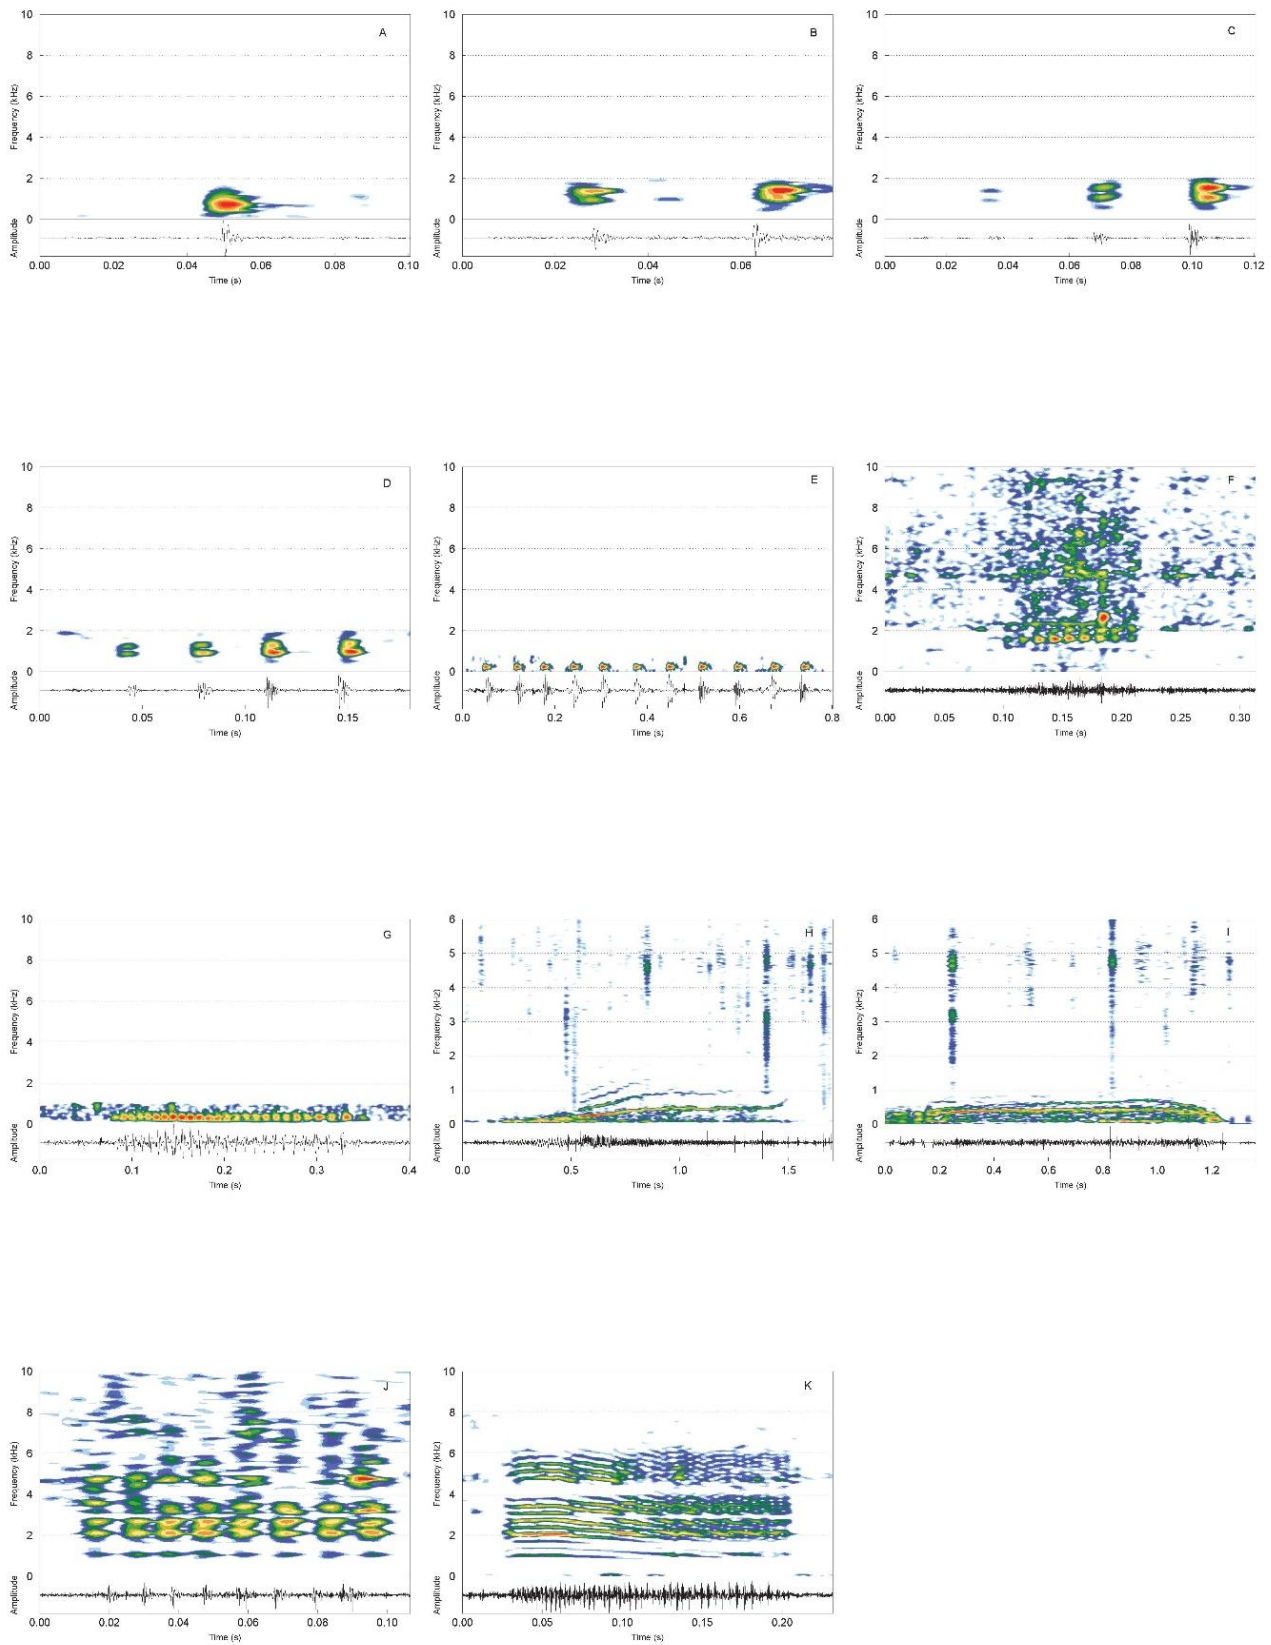 A
Frequency (kHz)
10
8
6
4
2
0
Amplitude
0.00 0.02 0.04 0.06 0.08 0.10
Time (s)
B
Frequency (kHz)
10
8
6
4
2
0
Amplitude
0.00 0.02 0.04 0.06
Time (s)
C
Frequency (kHz)
10
8
6
4
2
0
Amplitude
0.00 0.02 0.04 0.06 0.08 0.10 0.12
Time (s)
D
Frequency (kHz)
10
8
6
4
2
0
Amplitude
0.00 0.05 0.10 0.15
Time (s)
E
Frequency (kHz)
10
8
6
4
2
0
Amplitude
0.0 0.2 0.4 0.6 0.8
Time (s)
F
Frequency (kHz)
10
8
6
4
2
0
Amplitude
0.00 0.05 0.10 0.15 0.20 0.25 0.30
Time (s)
G
Frequency (kHz)
10
8
6
4
2
0
Amplitude
0.0 0.1 0.2 0.3 0.4
Time (s)
H
Frequency (kHz)
6
5
4
3
2
1
0
Amplitude
0.0 0.5 1.0 1.5
Time (s)
I
Frequency (kHz)
6
5
4
3
2
1
0
Amplitude
0.0 0.2 0.4 0.6 0.8 1.0 1.2
Time (s)
J
Frequency (kHz)
10
8
6
4
2
0
Amplitude
0.00 0.02 0.04 0.06 0.08 0.10
Time (s)
K
Frequency (kHz)
10
8
6
4
2
0
Amplitude
0.00 0.05 0.10 0.15 0.20
Time (s)